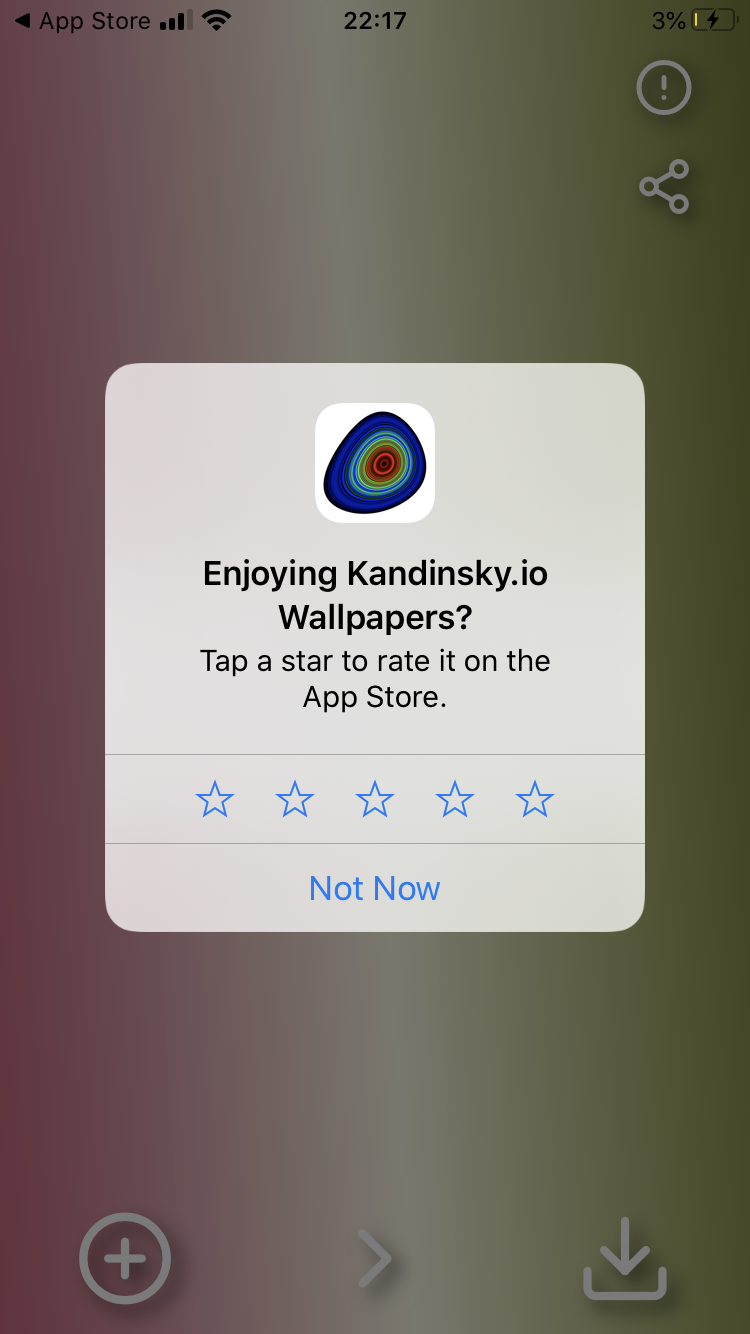 App Store 22:17 3%
Enjoying Kandinsky.io
Wallpapers?
Tap a star to rate it on the
App Store.
Not Now